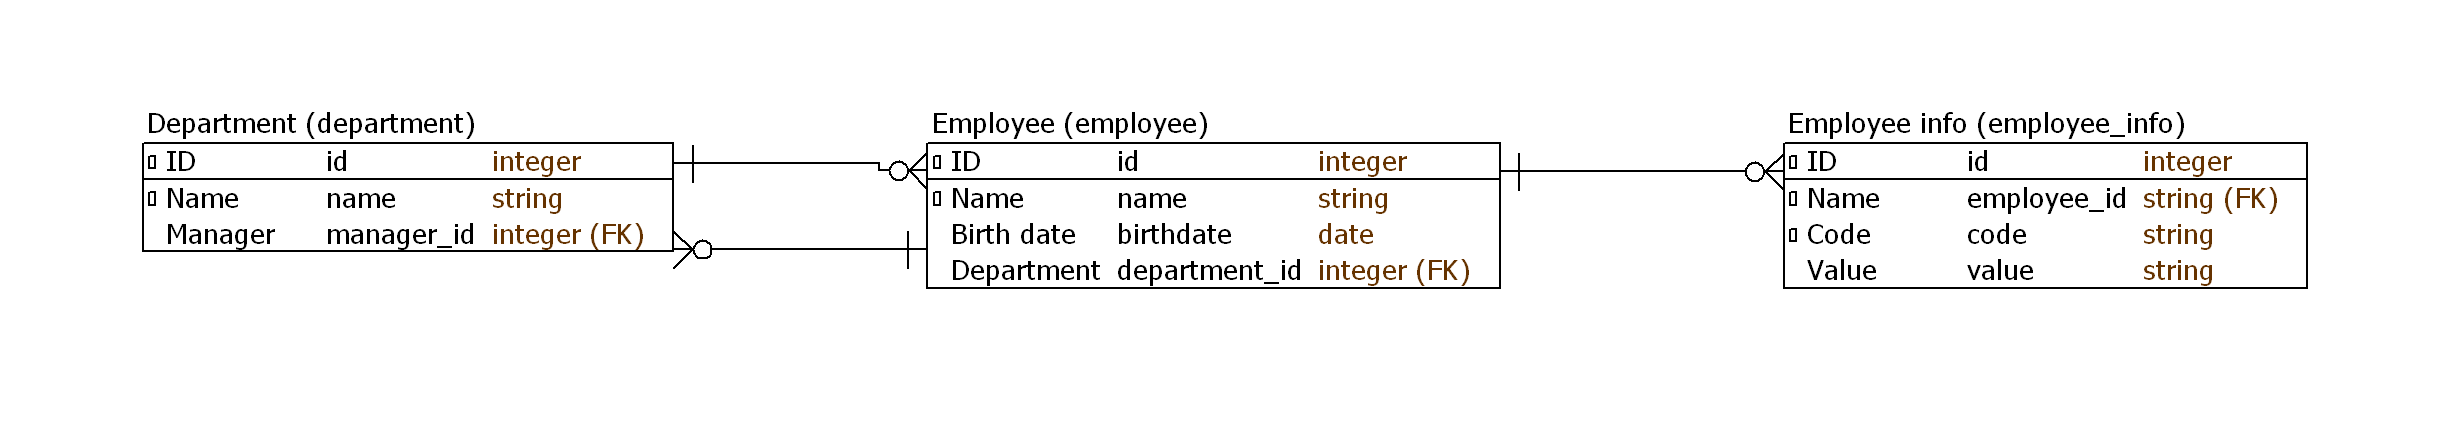 Department (department)
ID id integer
Name name string
Manager manager_id integer (FK)
Employee (employee)
ID id integer
Name name string
Birth date birthdate date
Department department_id integer (FK)
Employee info (employee_info)
ID id integer
Name employee_id string (FK)
Code code string
Value value string